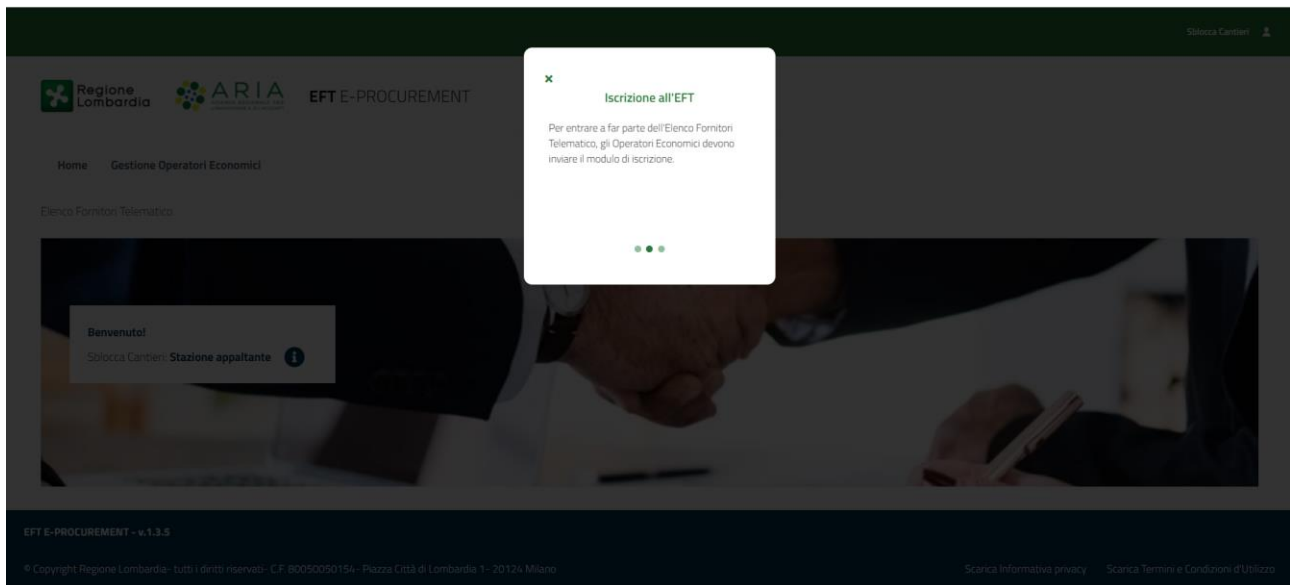 Sblocca Cantieri
Regione
Lombardia
ARIA
EFT E-PROCUREMENT
Home Gestione Operatori Economici
Elenco Fornitori Telematico
×
Iscrizione all'EFT
Per entrare a far parte dell'Elenco Fornitori
Telematico, gli Operatori Economici devono
inviare il modulo di iscrizione.
Benvenuto!
Sblocca Cantieri: Stazione appaltante i
EFT E-PROCUREMENT - v.1.3.5
© Copyright Regione Lombardia- tutti i diritti riservati- C.F. 80050050154- Piazza Città di Lombardia 1- 20124 Milano
Scarica Informativa privacy Scarica Termini e Condizioni d'Utilizzo